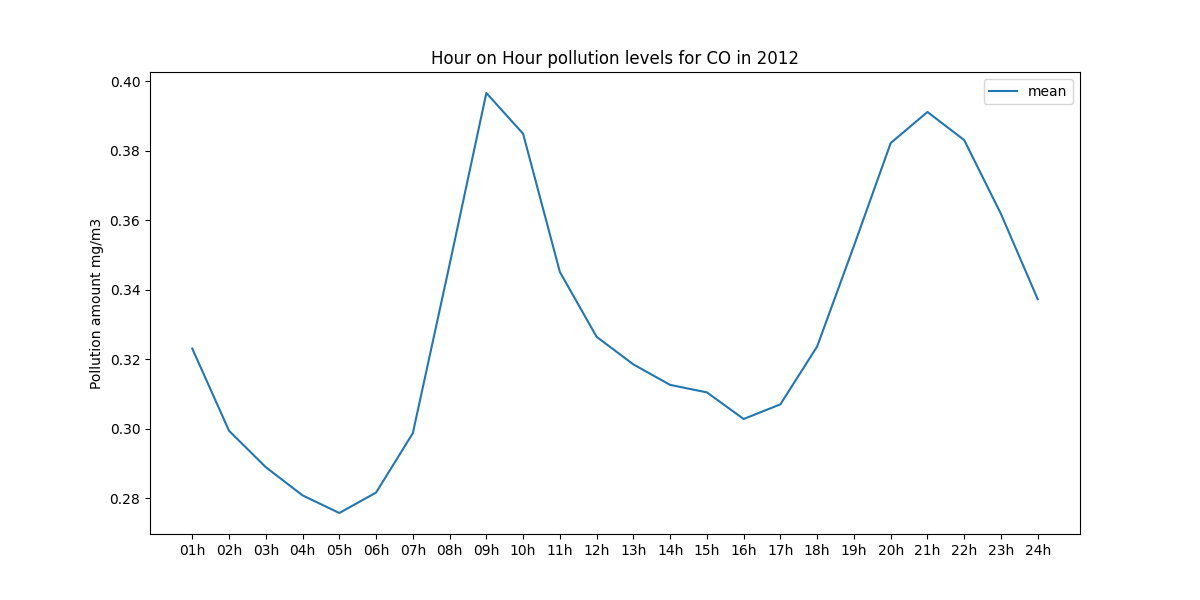 Hour on Hour pollution levels for CO in 2012
mean
Pollution amount mg/m3
0.40
0.38
0.36
0.34
0.32
0.30
0.28
01h 02h 03h 04h 05h 06h 07h 08h 09h 10h 11h 12h 13h 14h 15h 16h 17h 18h 19h 20h 21h 22h 23h 24h